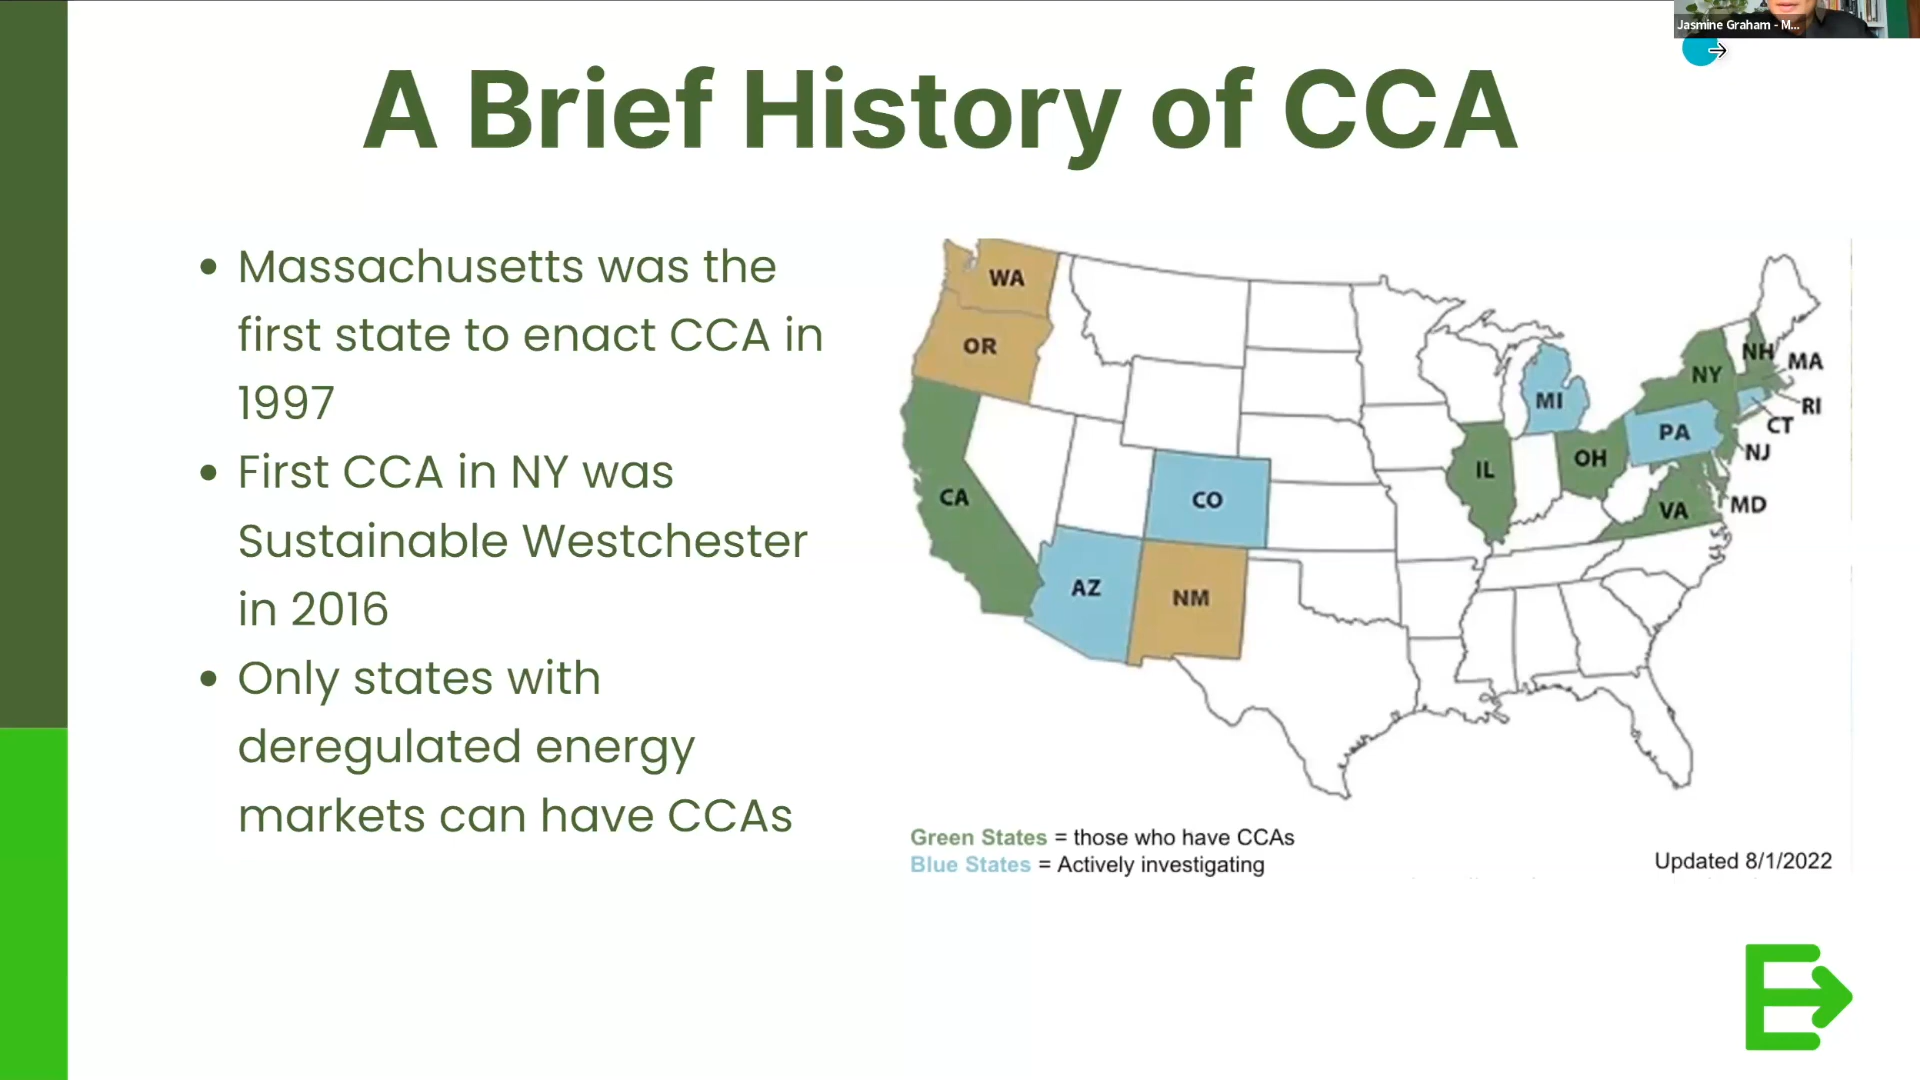 Jasmine Graham - M...
A Brief History of CCA
• Massachusetts was the
first state to enact CCA in
1997
• First CCA in NY was
Sustainable Westchester
in 2016
• Only states with
deregulated energy
markets can have CCAs
WA
OR
CA
AZ
CO
NM
MI
IL
OH
PA
NY
NH
MA
RI
CT
NJ
MD
VA
Green States = those who have CCAs
Blue States = Actively investigating
Updated 8/1/2022